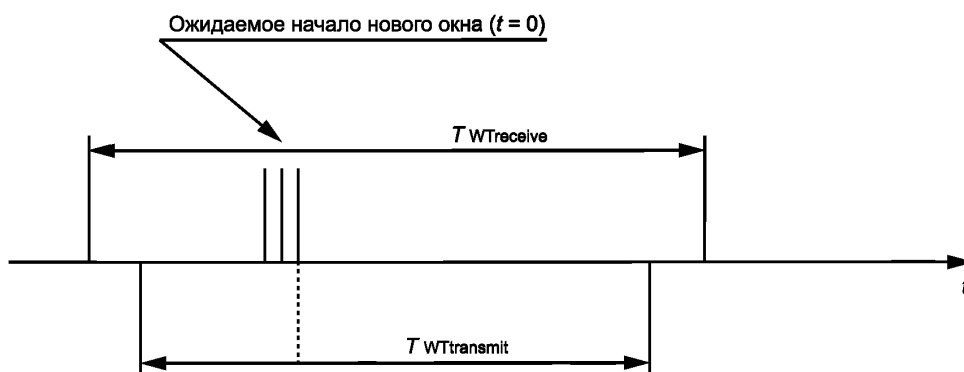 Ожидаемое начало нового окна (t = 0)
T WTreceive
t
T WTtransmit